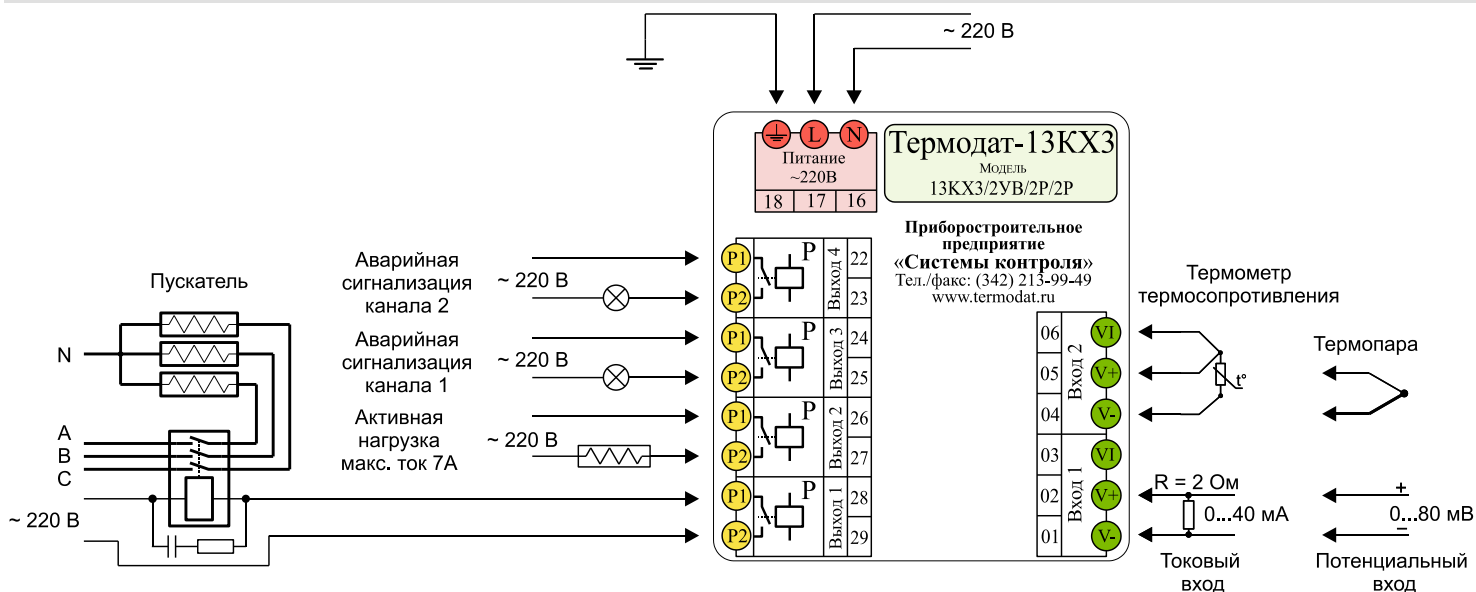 ~ 220 В
L
N
Питание
~220В
18
17
16
Термодат-13КХ3
Модель
13КХ3/2УВ/2Р/2Р
Приборостроительное
предприятие
«Системы контроля»
Тел./факс: (342) 213-99-49
www.termodat.ru
Аварийная
сигнализация
канала 2
~ 220 В
P1
P2
P
Выход 4
22
23
Аварийная
сигнализация
канала 1
~ 220 В
P1
P2
P
Выход 3
24
25
Активная
нагрузка
макс. ток 7А
~ 220 В
P1
P2
P
Выход 2
26
27
P1
P2
P
Выход 1
28
29
Пускатель
N
A
B
C
~ 220 В
06
05
04
Вход 2
VI
V+
V-
03
02
01
Вход 1
VI
V+
V-
Термометр
термосопротивления
t°
Термопара
R = 2 Ом
0...40 мА
Токовый
вход
+
0...80 мВ
−
Потенциальный
вход